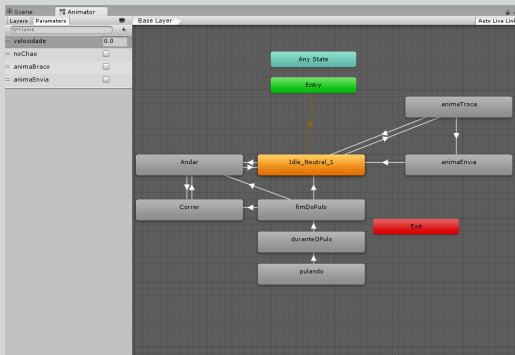 Scene Animator
Layers Parameters
Base Layer
Auto Live Link
Name
velocidade 0.0
noChao
animaBraco
animaEnvia
Any State
Entry
animaTroca
Andar
Idle_Neutral_1
animaEnvia
Correr
fimDoPulo
Exit
duranteOPulo
pulando